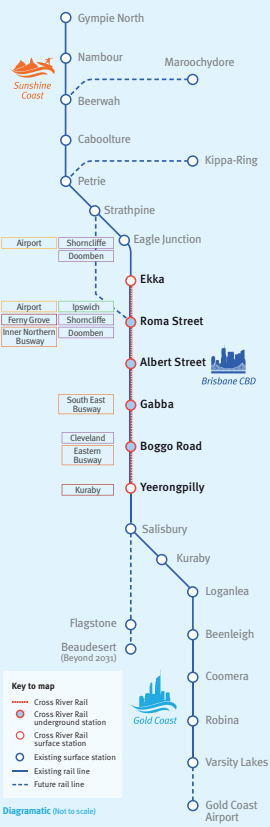 Gympie North
Nambour
Maroochydore
Sunshine
Coast
Beerwah
Caboolture
Kippa-Ring
Petrie
Strathpine
Eagle Junction
Airport
Shorncliffe
Doomben
Ekka
Airport
Ipswich
Ferny Grove
Shorncliffe
Roma Street
Inner Northern
Busway
Doomben
Albert Street
Brisbane CBD
South East
Busway
Gabba
Cleveland
Eastern
Busway
Boggo Road
Kuraby
Yeerongpilly
Salisbury
Kuraby
Loganlea
Flagstone
Beenleigh
Beaudesert
(Beyond 2031)
Coomera
Gold Coast
Robina
Varsity Lakes
Gold Coast
Airport
Key to map
Cross River Rail
Cross River Rail
underground station
Cross River Rail
surface station
Existing surface station
Existing rail line
Future rail line
Diagramatic (Not to scale)